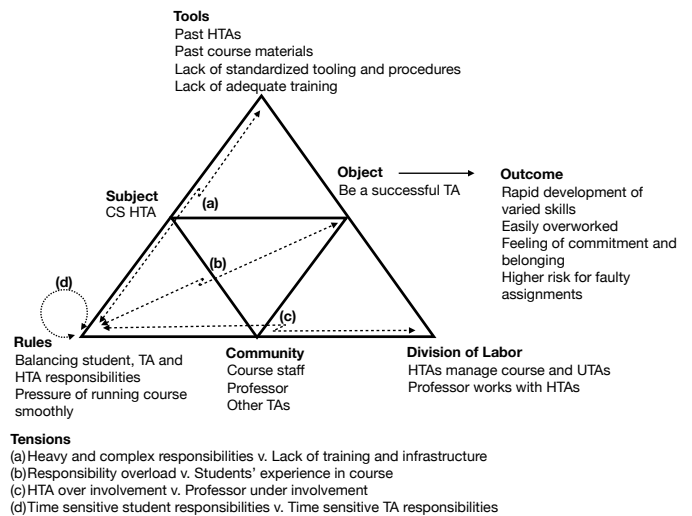 Tools
Past HTAs
Past course materials
Lack of standardized tooling and procedures
Lack of adequate training
Object
Be a successful TA
Outcome
Rapid development of
varied skills
Easily overworked
Feeling of commitment and
belonging
Higher risk for faulty
assignments
Subject
CS HTA
(a)
(b)
(c)
(d)
Rules
Balancing student, TA and
HTA responsibilities
Pressure of running course
smoothly
Community
Course staff
Professor
Other TAs
Division of Labor
HTAs manage course and UTAs
Professor works with HTAs
Tensions
(a) Heavy and complex responsibilities v. Lack of training and infrastructure
(b) Responsibility overload v. Students’ experience in course
(c) HTA over involvement v. Professor under involvement
(d) Time sensitive student responsibilities v. Time sensitive TA responsibilities